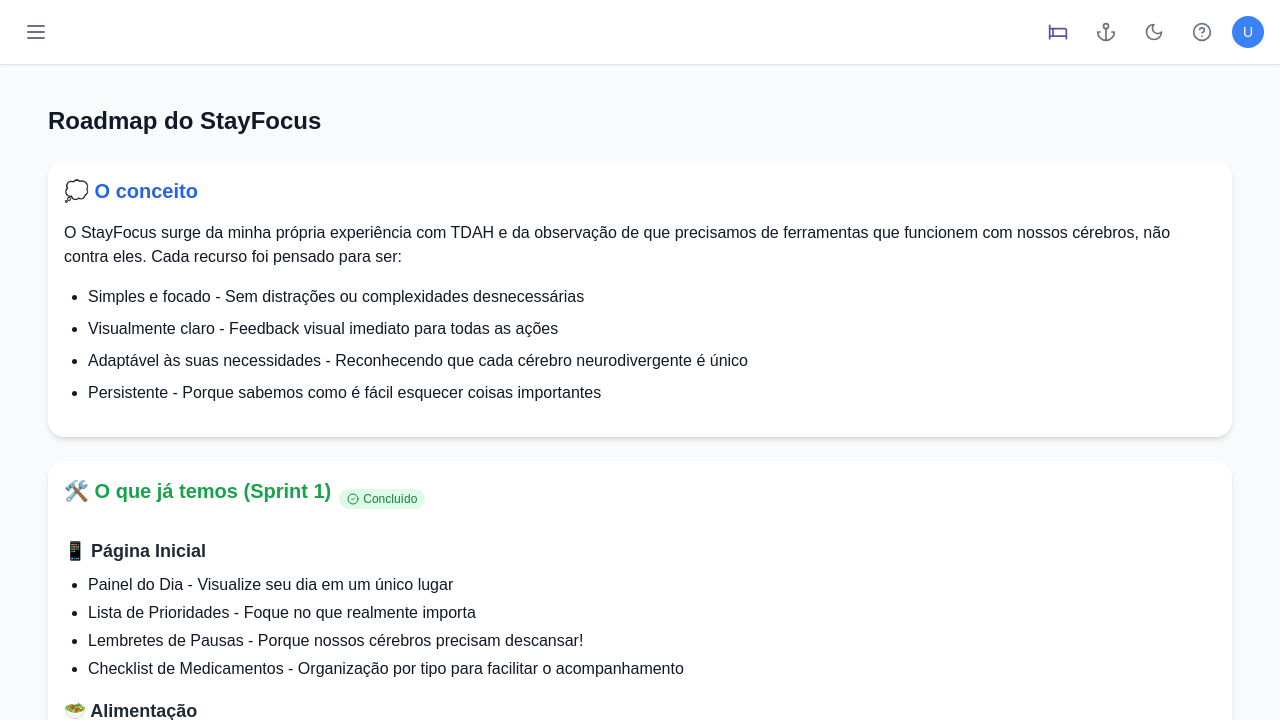 U
Roadmap do StayFocus
💭 O conceito
O StayFocus surge da minha própria experiência com TDAH e da observação de que precisamos de ferramentas que funcionem com nossos cérebros, não
contra eles. Cada recurso foi pensado para ser:
• Simples e focado - Sem distrações ou complexidades desnecessárias
• Visualmente claro - Feedback visual imediato para todas as ações
• Adaptável às suas necessidades - Reconhecendo que cada cérebro neurodivergente é único
• Persistente - Porque sabemos como é fácil esquecer coisas importantes
🛠️ O que já temos (Sprint 1) Concluído
📱 Página Inicial
• Painel do Dia - Visualize seu dia em um único lugar
• Lista de Prioridades - Foque no que realmente importa
• Lembretes de Pausas - Porque nossos cérebros precisam descansar!
• Checklist de Medicamentos - Organização por tipo para facilitar o acompanhamento
🥗 Alimentação